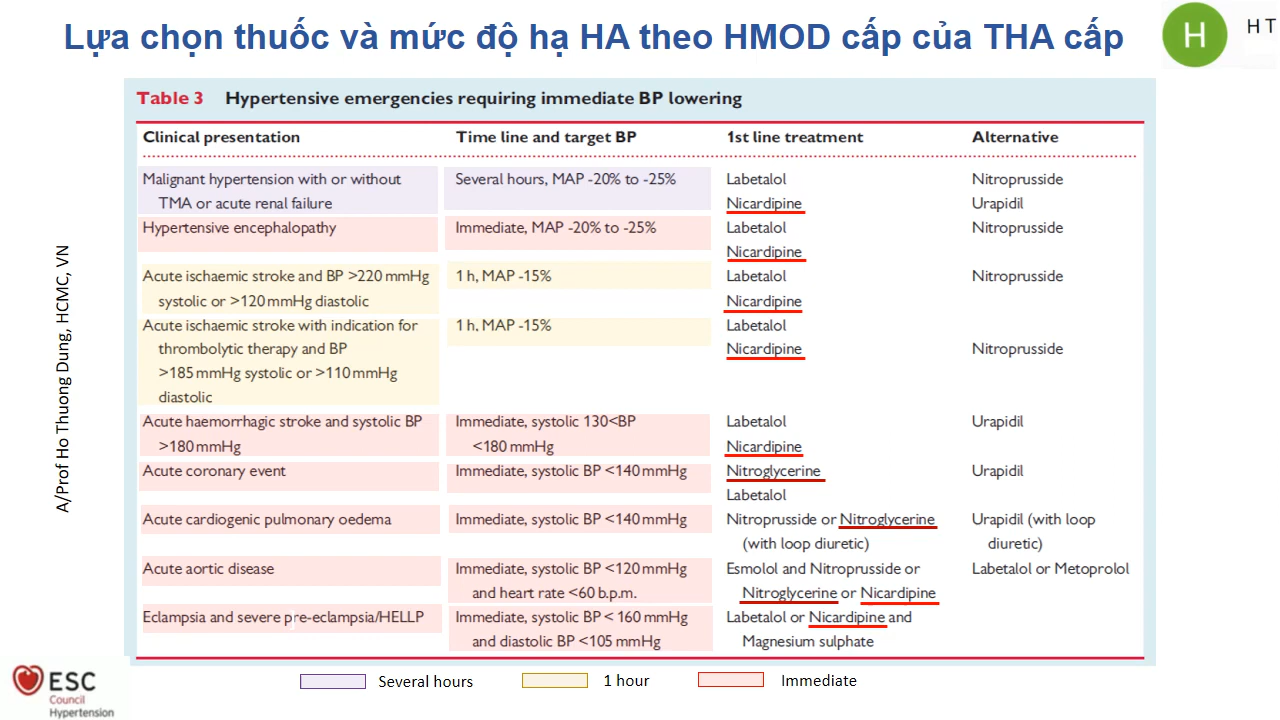 Lựa chọn thuốc và mức độ hạ HA theo HMOD cấp của THA cấp
H
H T
Table 3 Hypertensive emergencies requiring immediate BP lowering
Clinical presentation Time line and target BP 1st line treatment Alternative
Malignant hypertension with or without Several hours, MAP -20% to -25% Labetalol Nitroprusside
TMA or acute renal failure Nicardipine Urapidil
Hypertensive encephalopathy Immediate, MAP -20% to -25% Labetalol Nitroprusside
Nicardipine
Acute ischaemic stroke and BP >220 mmHg 1 h, MAP -15% Labetalol Nitroprusside
systolic or >120 mmHg diastolic Nicardipine
Acute ischaemic stroke with indication for 1 h, MAP -15% Labetalol
thrombolytic therapy and BP Nicardipine Nitroprusside
>185 mmHg systolic or >110 mmHg
diastolic
Acute haemorrhagic stroke and systolic BP Immediate, systolic 130<BP Labetalol Urapidil
>180 mmHg <180 mmHg Nicardipine
Acute coronary event Immediate, systolic BP <140 mmHg Nitroglycerine Urapidil
Labetalol
Acute cardiogenic pulmonary oedema Immediate, systolic BP <140 mmHg Nitroprusside or Nitroglycerine Urapidil (with loop
(with loop diuretic) diuretic)
Acute aortic disease Immediate, systolic BP <120 mmHg Esmolol and Nitroprusside or Labetalol or Metoprolol
and heart rate <60 b.p.m. Nitroglycerine or Nicardipine
Eclampsia and severe pre-eclampsia/HELLP Immediate, systolic BP < 160 mmHg Labetalol or Nicardipine and
and diastolic BP <105 mmHg Magnesium sulphate
A/Prof Ho Thuong Dung, HCMC, VN
ESC
Council
Hypertension
Several hours 1 hour Immediate